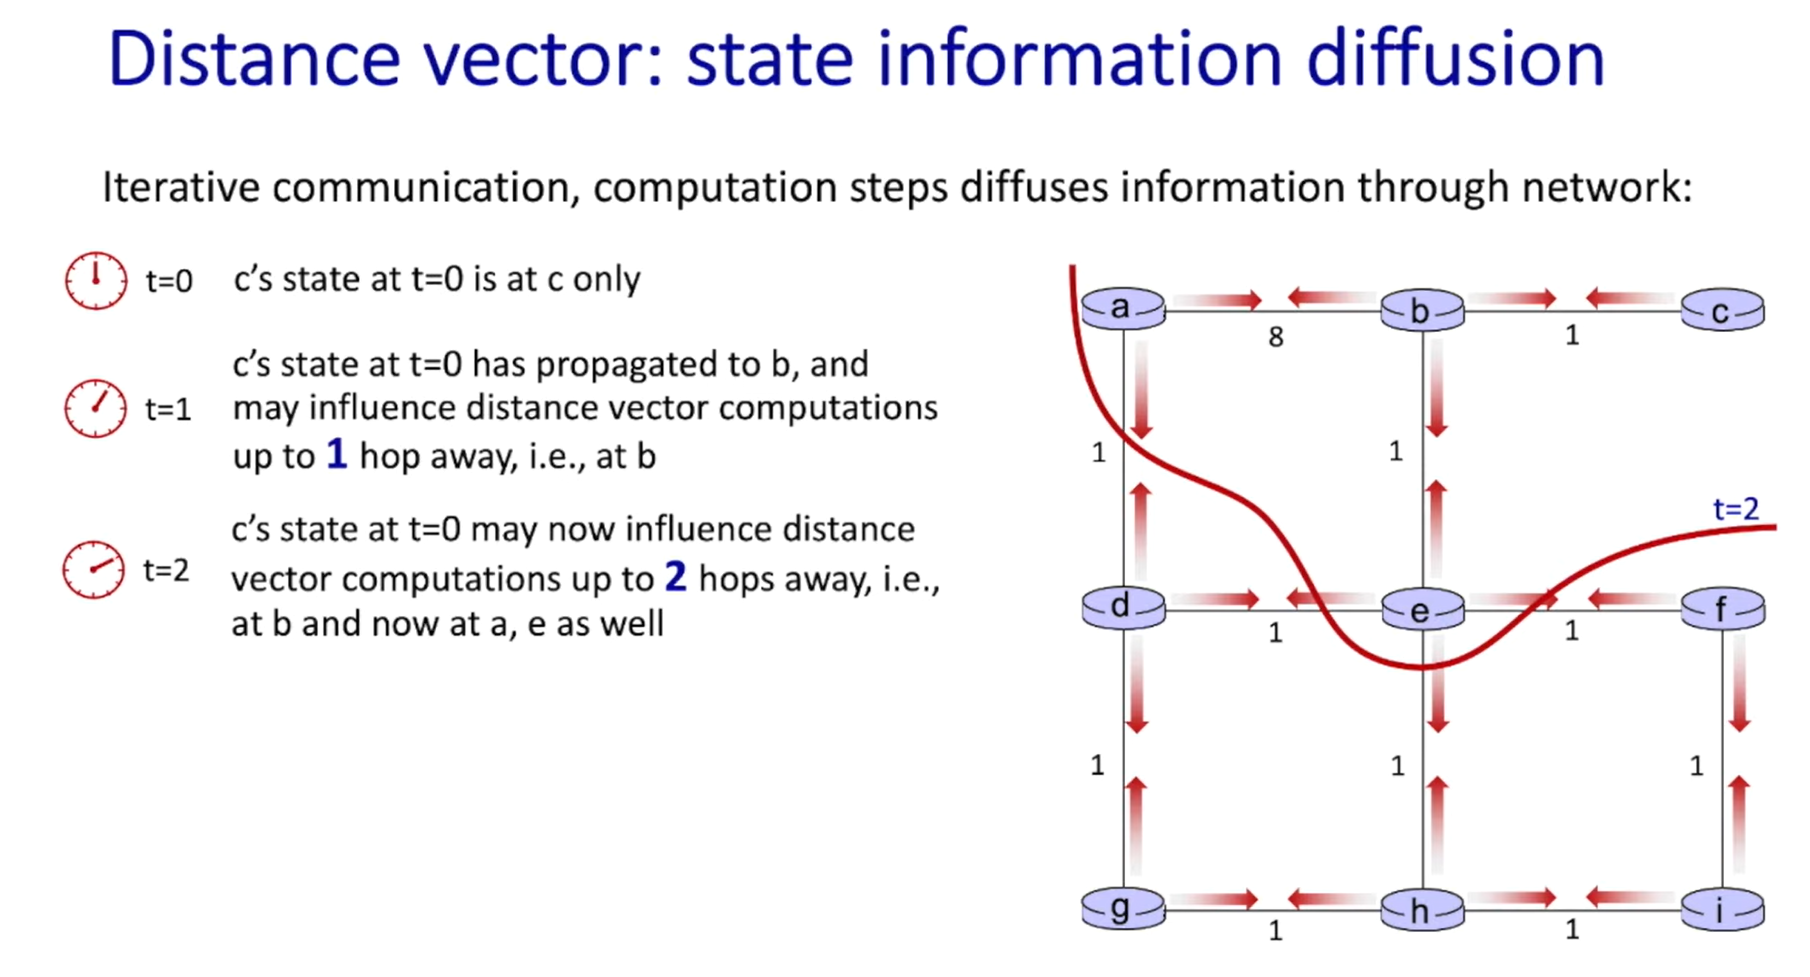 Distance vector: state information diffusion
Iterative communication, computation steps diffuses information through network:
t=0 c’s state at t=0 is at c only
t=1 c’s state at t=0 has propagated to b, and
may influence distance vector computations
up to 1 hop away, i.e., at b
t=2 c’s state at t=0 may now influence distance
vector computations up to 2 hops away, i.e.,
at b and now at a, e as well
a b c
8 1
1 1
t=2
d e f
1 1
1 1 1
g h i
1 1